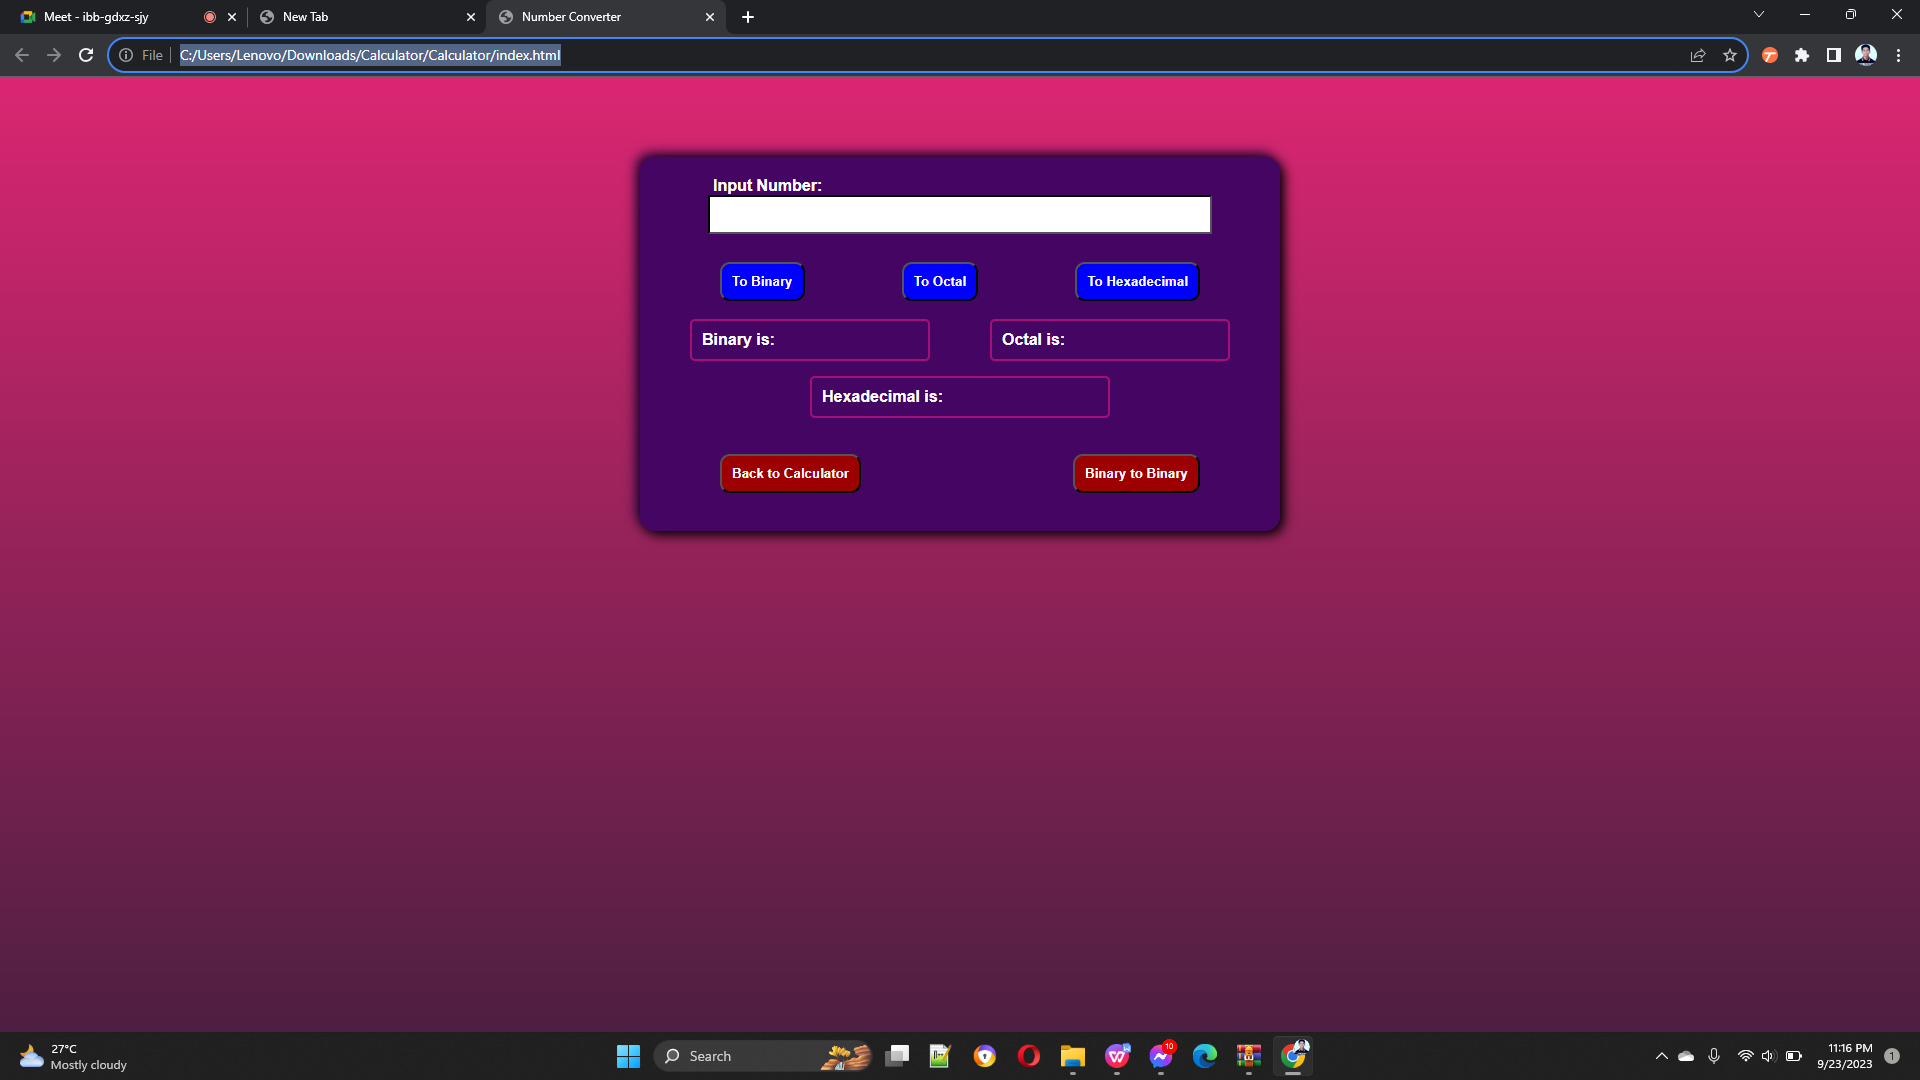 Meet - ibb-gdxz-sjy
New Tab
Number Converter
File
C:/Users/Lenovo/Downloads/Calculator/Calculator/index.html
Input Number:
To Binary
To Octal
To Hexadecimal
Binary is:
Octal is:
Hexadecimal is:
Back to Calculator
Binary to Binary
27°C
Mostly cloudy
Search
10
11:16 PM
9/23/2023
1